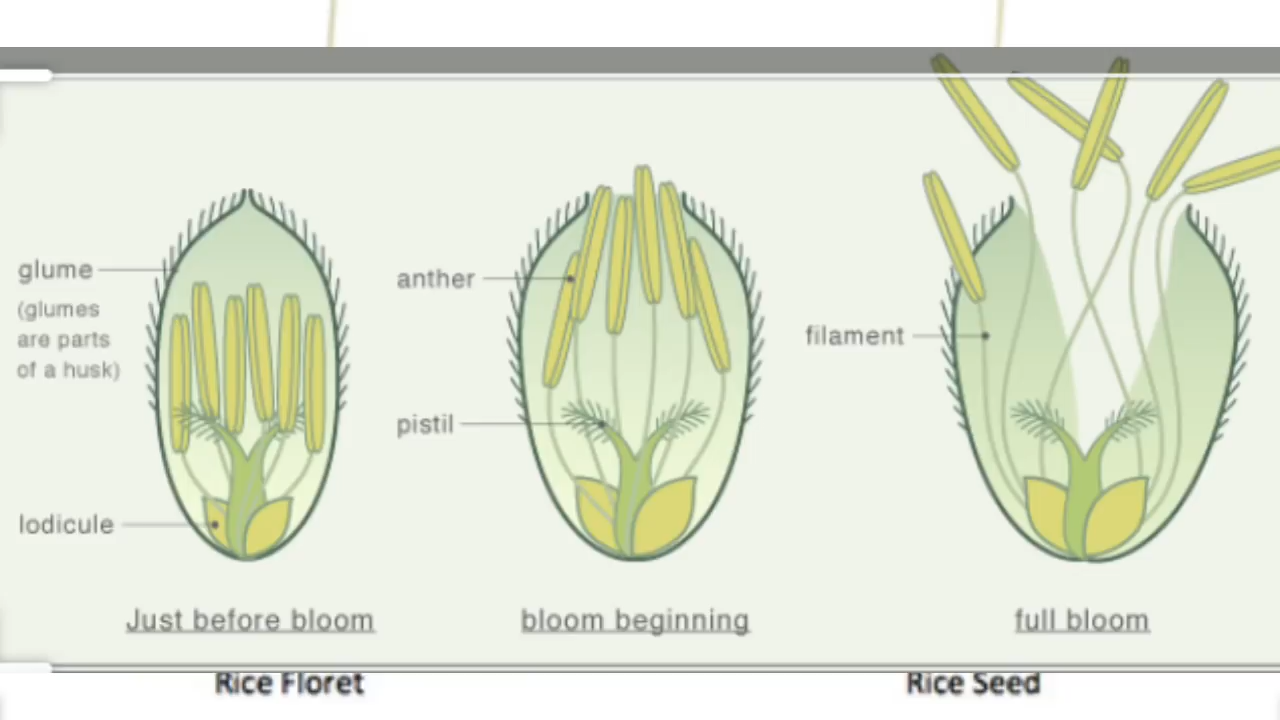 glume
(glumes
are parts
of a husk)
lodicule
Just before bloom
anther
pistil
bloom beginning
filament
full bloom
Rice Floret
Rice Seed